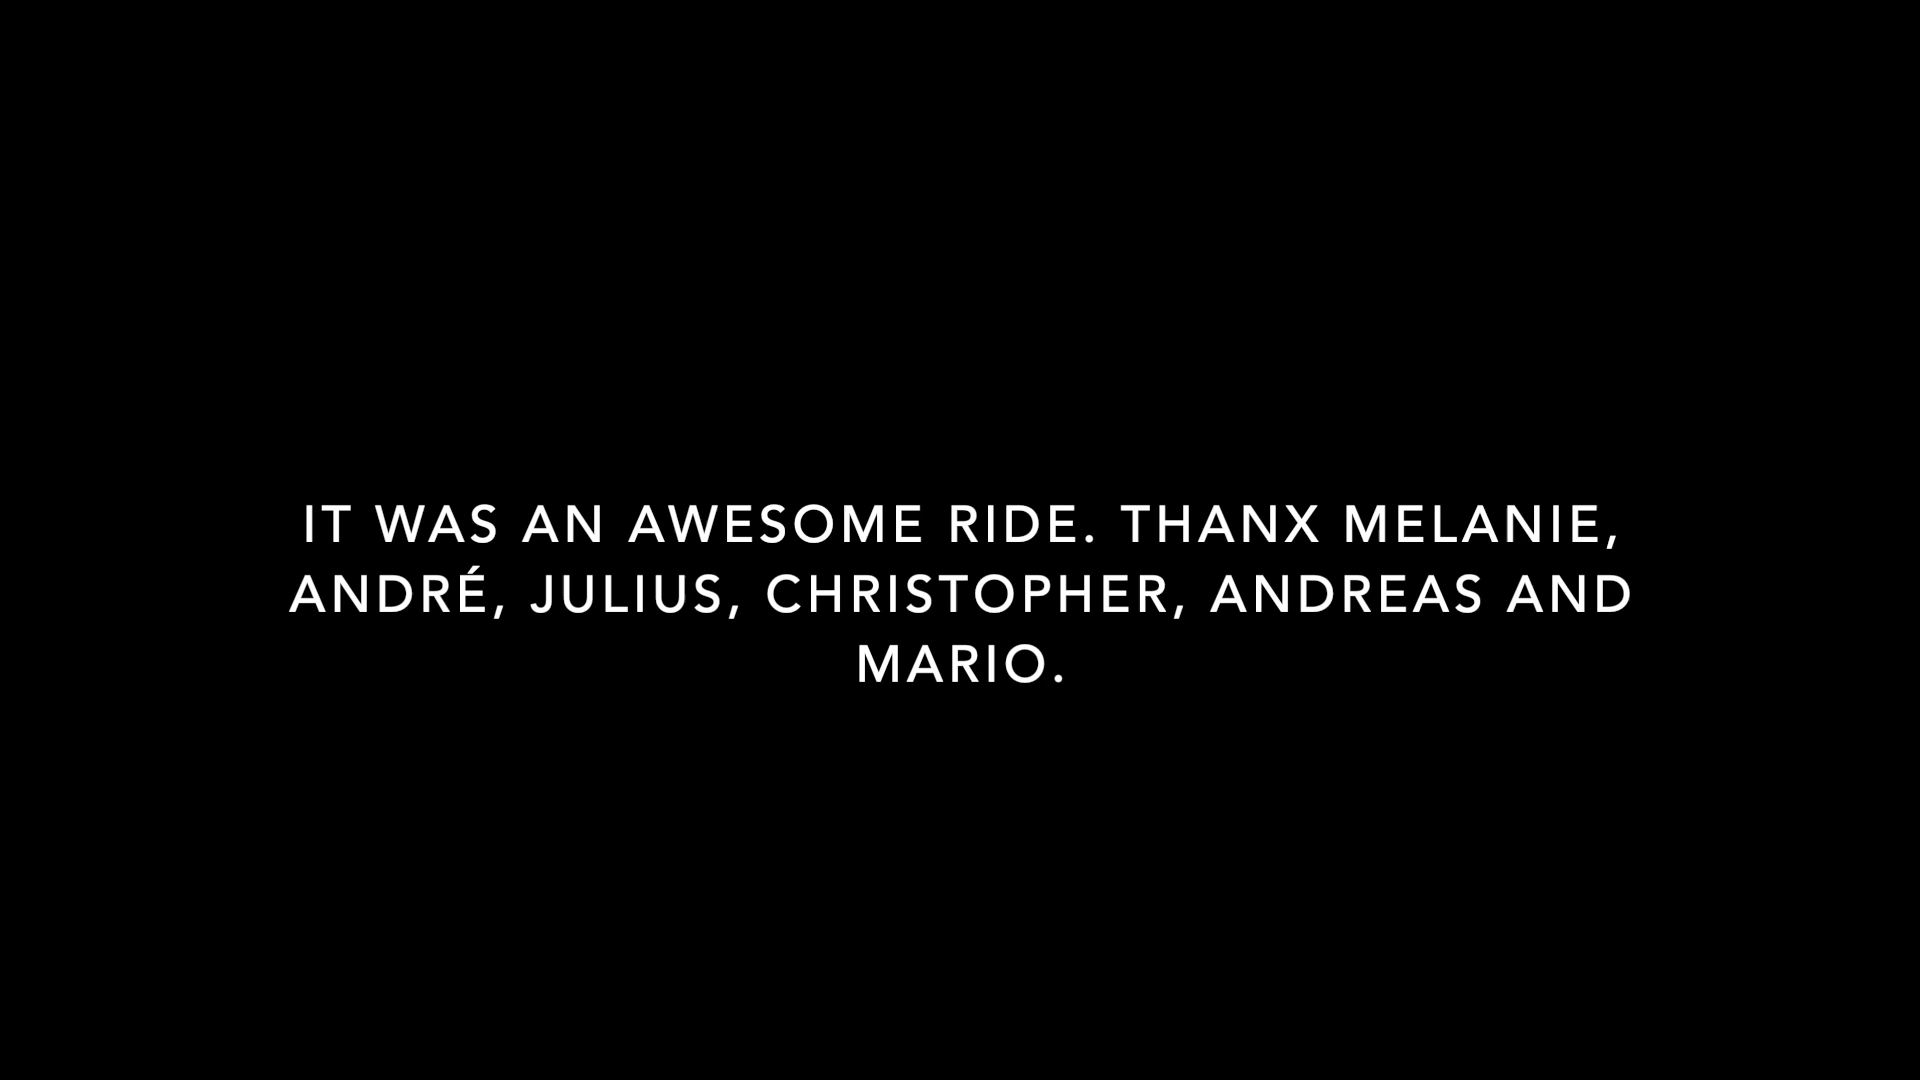 IT WAS AN AWESOME RIDE. THANX MELANIE,
ANDRÉ, JULIUS, CHRISTOPHER, ANDREAS AND
MARIO.